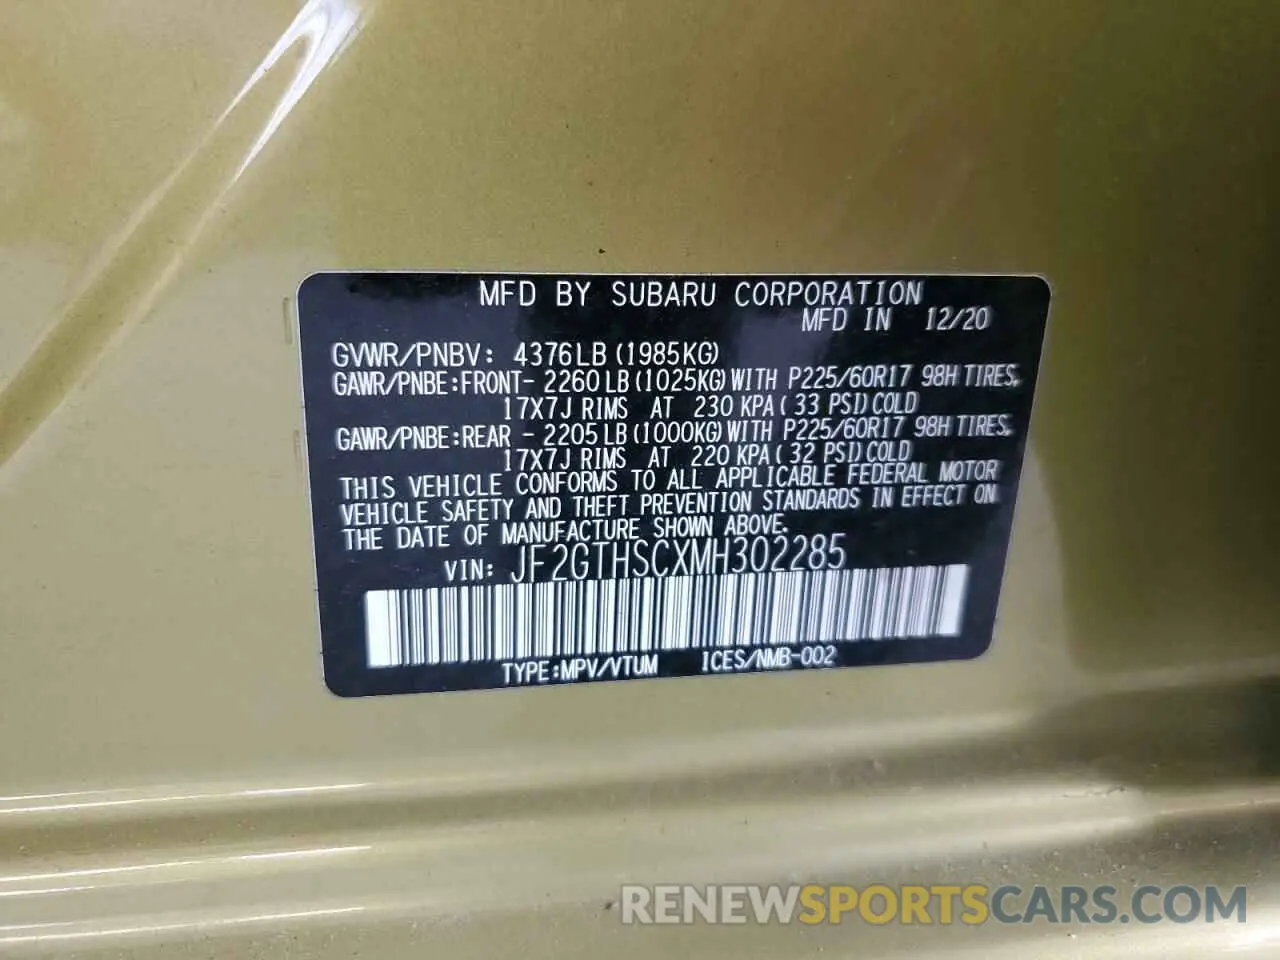 MFD BY SUBARU CORPORATION
MFD IN 12/20
GVWR/PNBV: 4376LB(1985KG)
GAWR/PNBE:FRONT- 2260LB(1025KG)WITH P225/60R17 98H TIRES,
17X7J RIMS AT 230 KPA(33 PSI)COLD
GAWR/PNBE:REAR - 2205LB(1000KG)WITH P225/60R17 98H TIRES,
17X7J RIMS AT 220 KPA(32 PSI)COLD
THIS VEHICLE CONFORMS TO ALL APPLICABLE FEDERAL MOTOR
VEHICLE SAFETY AND THEFT PREVENTION STANDARDS IN EFFECT ON
THE DATE OF MANUFACTURE SHOWN ABOVE.
VIN: JF2GTHSCXMH302285
TYPE:MPV/VTUM ICES/NMB-002
RENEWSPORTSCARS.COM